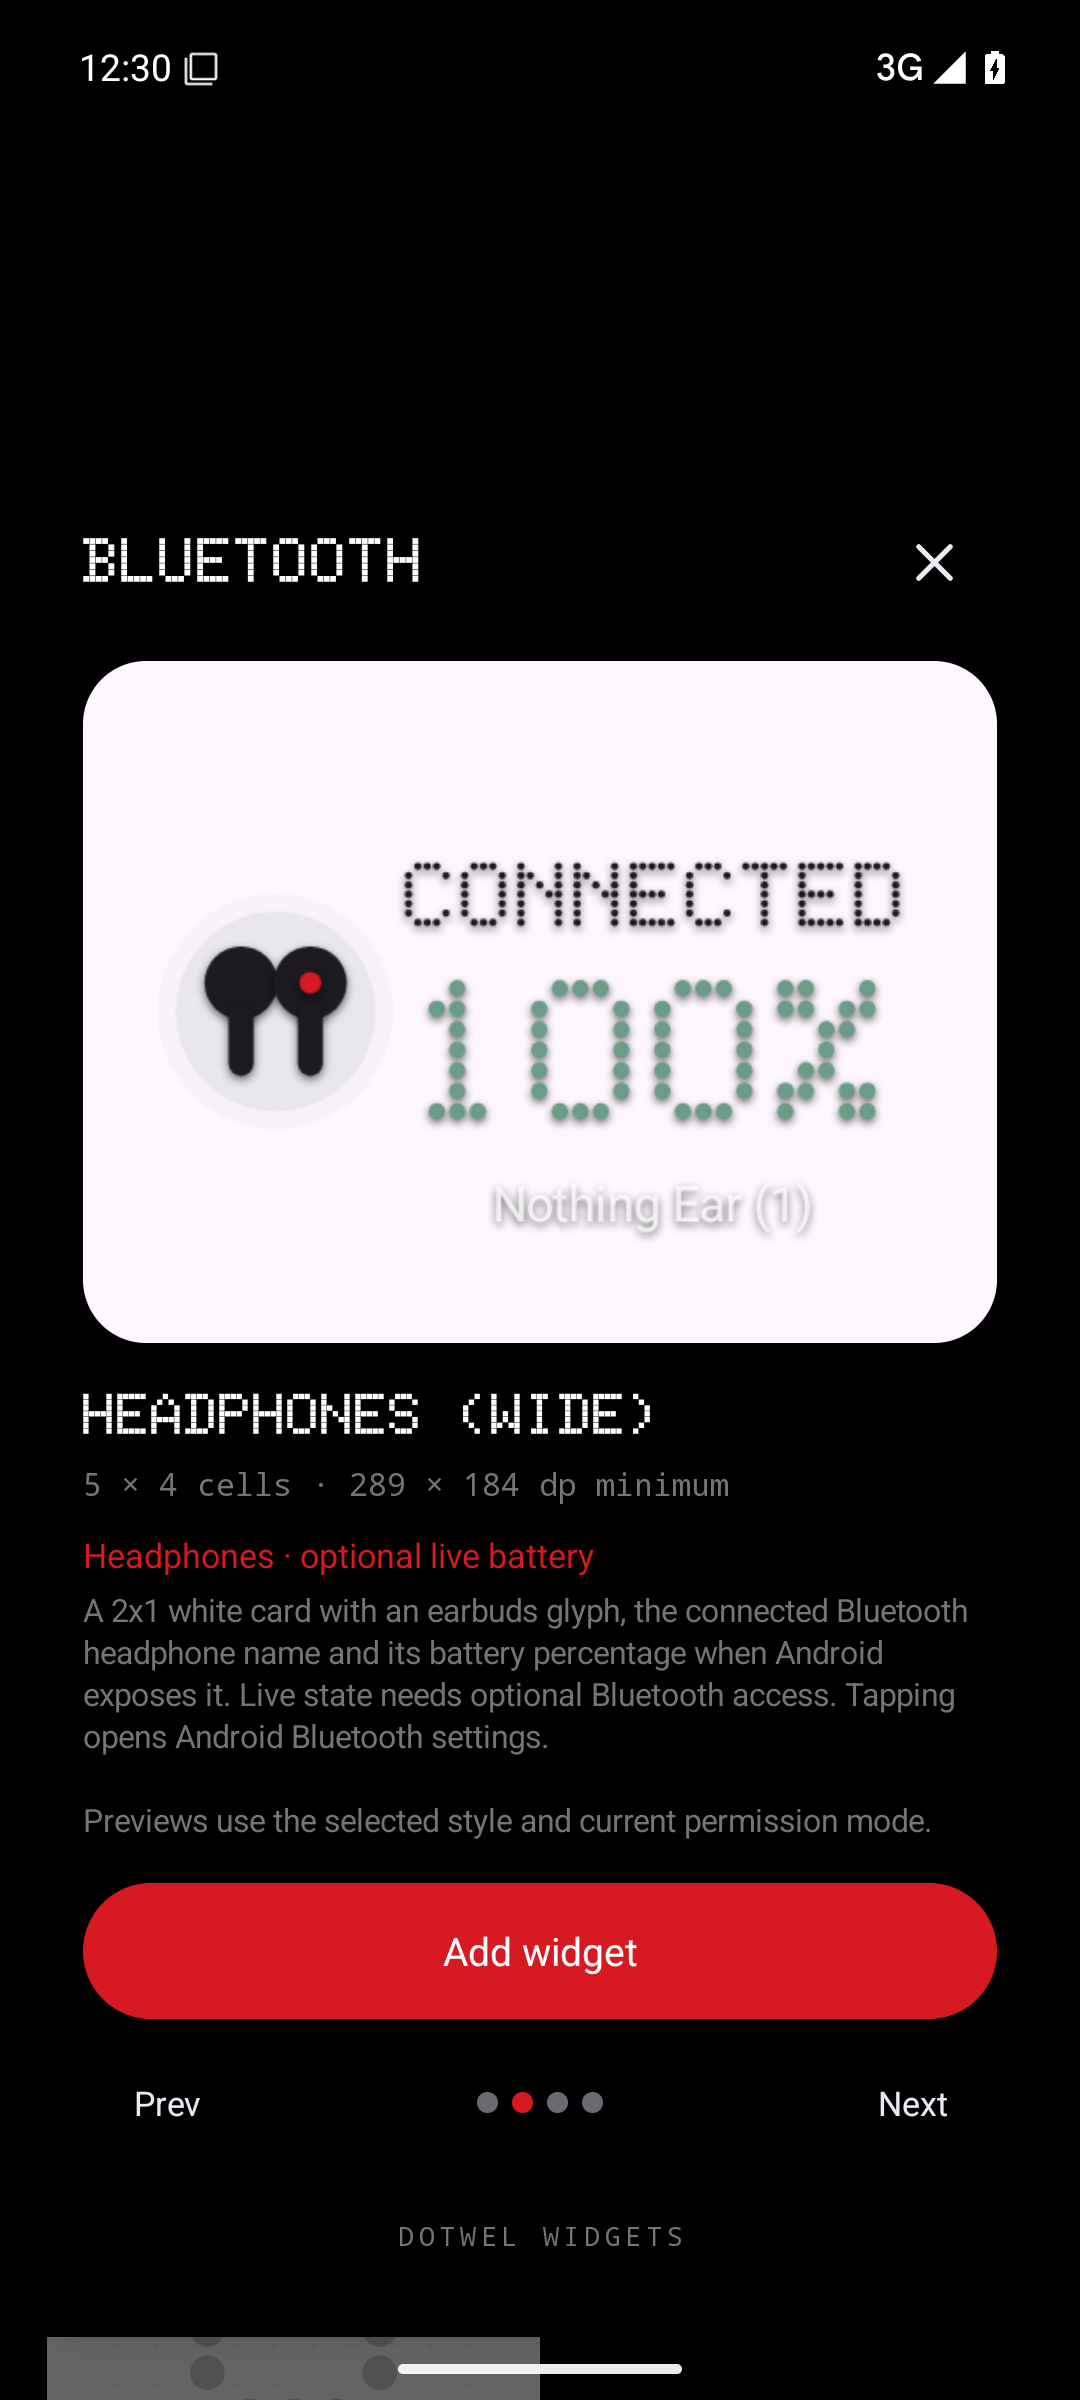 12:30
3G
BLUETOOTH
CONNECTED
100%
Nothing Ear (1)
HEADPHONES (WIDE)
5 × 4 cells · 289 × 184 dp minimum
Headphones · optional live battery
A 2x1 white card with an earbuds glyph, the connected Bluetooth
headphone name and its battery percentage when Android
exposes it. Live state needs optional Bluetooth access. Tapping
opens Android Bluetooth settings.
Previews use the selected style and current permission mode.
Add widget
Prev
Next
DOTWEL WIDGETS